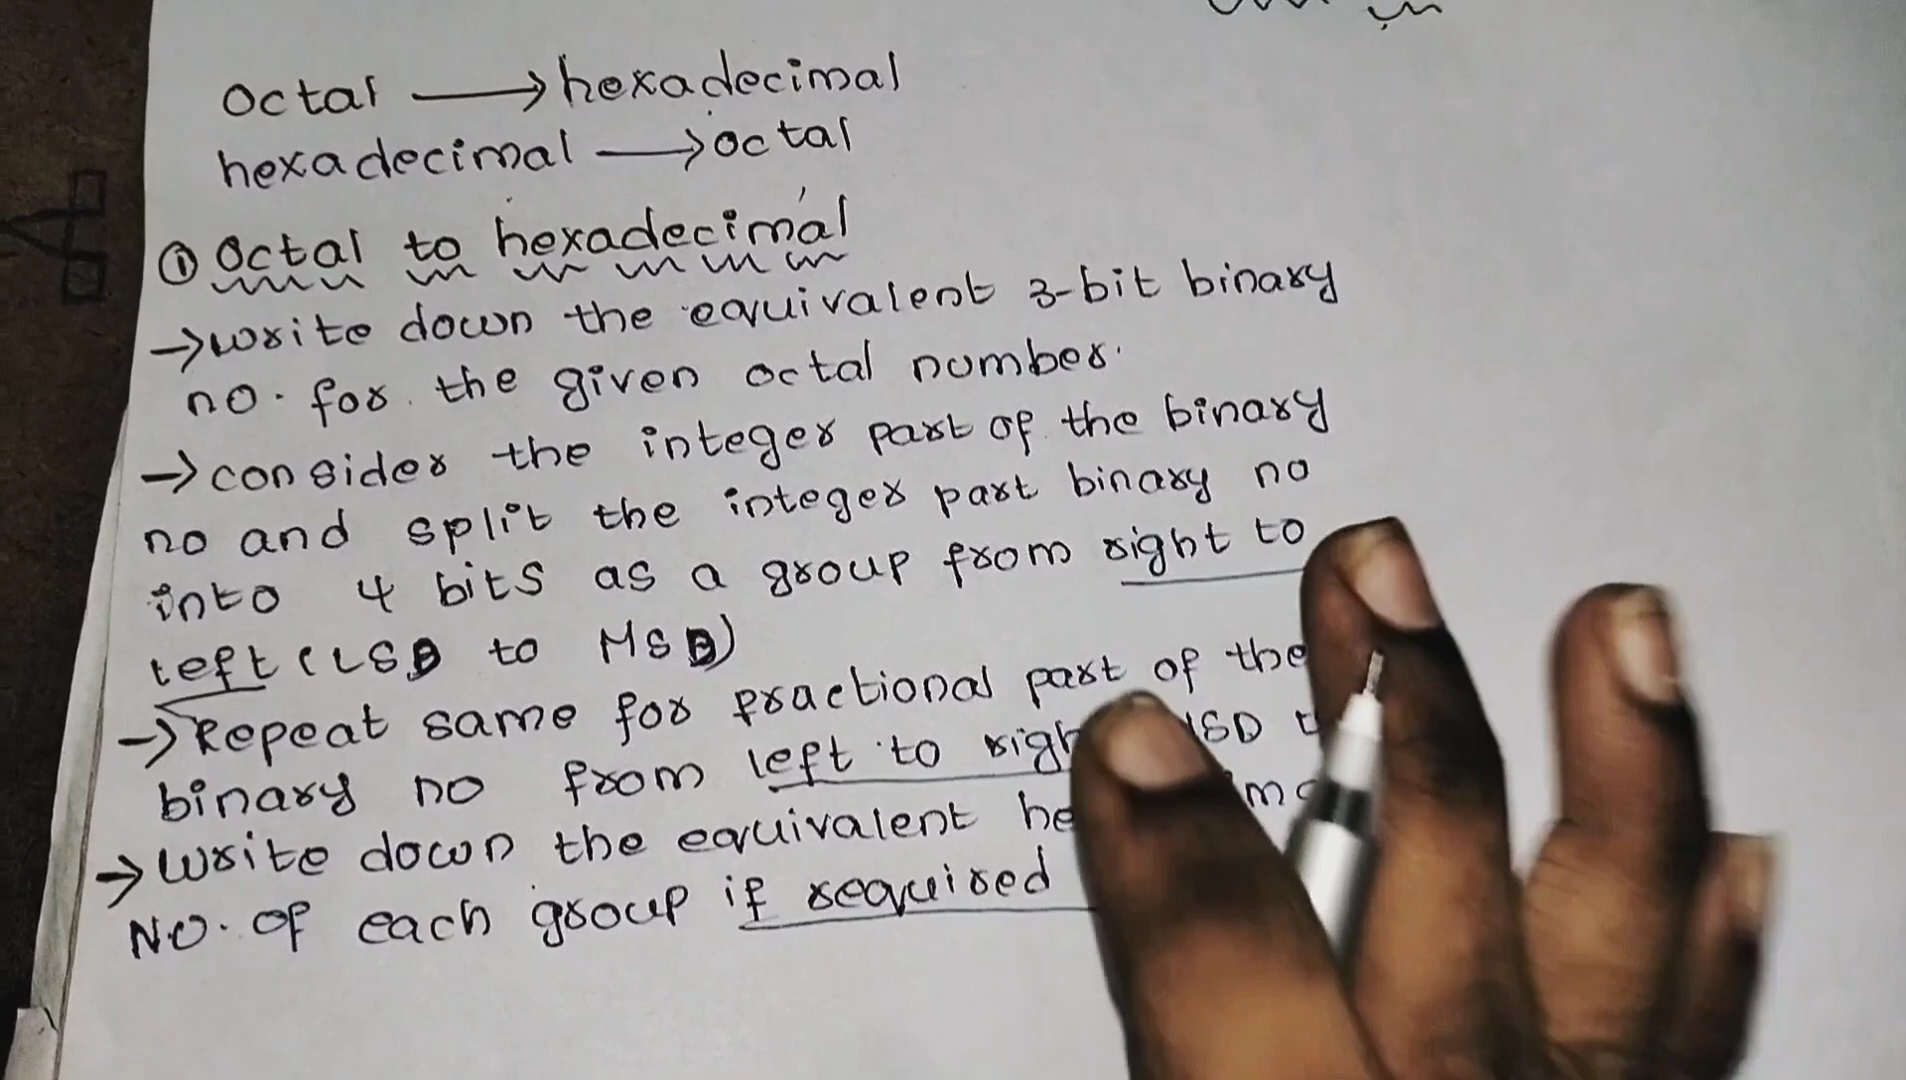 Octal → hexadecimal
hexadecimal → octal
① Octal to hexadecimal
→ write down the equivalent 3-bit binary
no. for the given octal number.
→ consider the integer part of the binary
no and split the integer part binary no
into 4 bits as a group from right to
left (LSB to MSB)
→ Repeat same for fractional part of the
binary no from left to
→ write down the equivalent
No. of each group if required